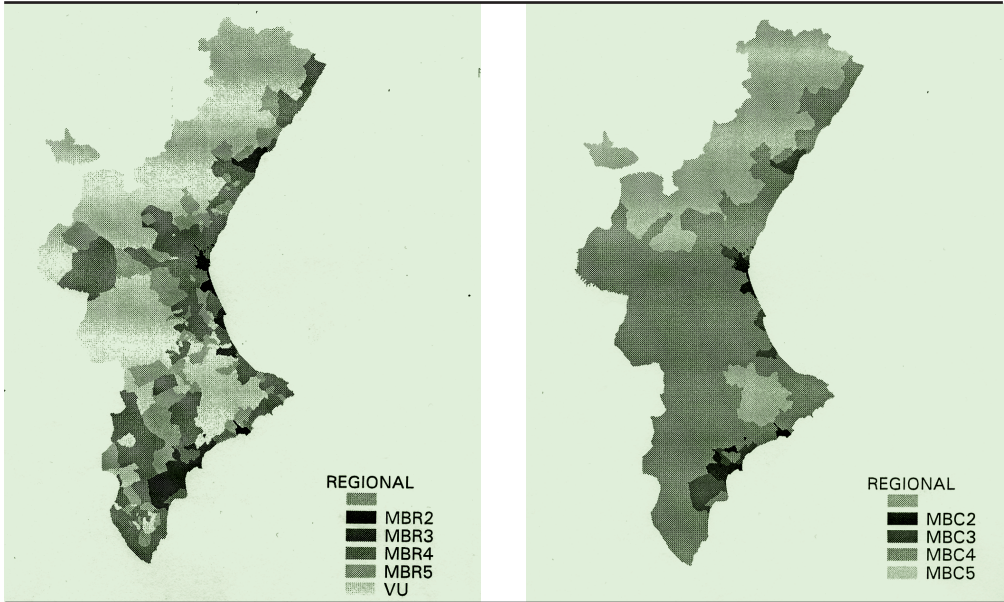 REGIONAL
MBR2
MBR3
MBR4
MBR5
VU
REGIONAL
MBC2
MBC3
MBC4
MBC5